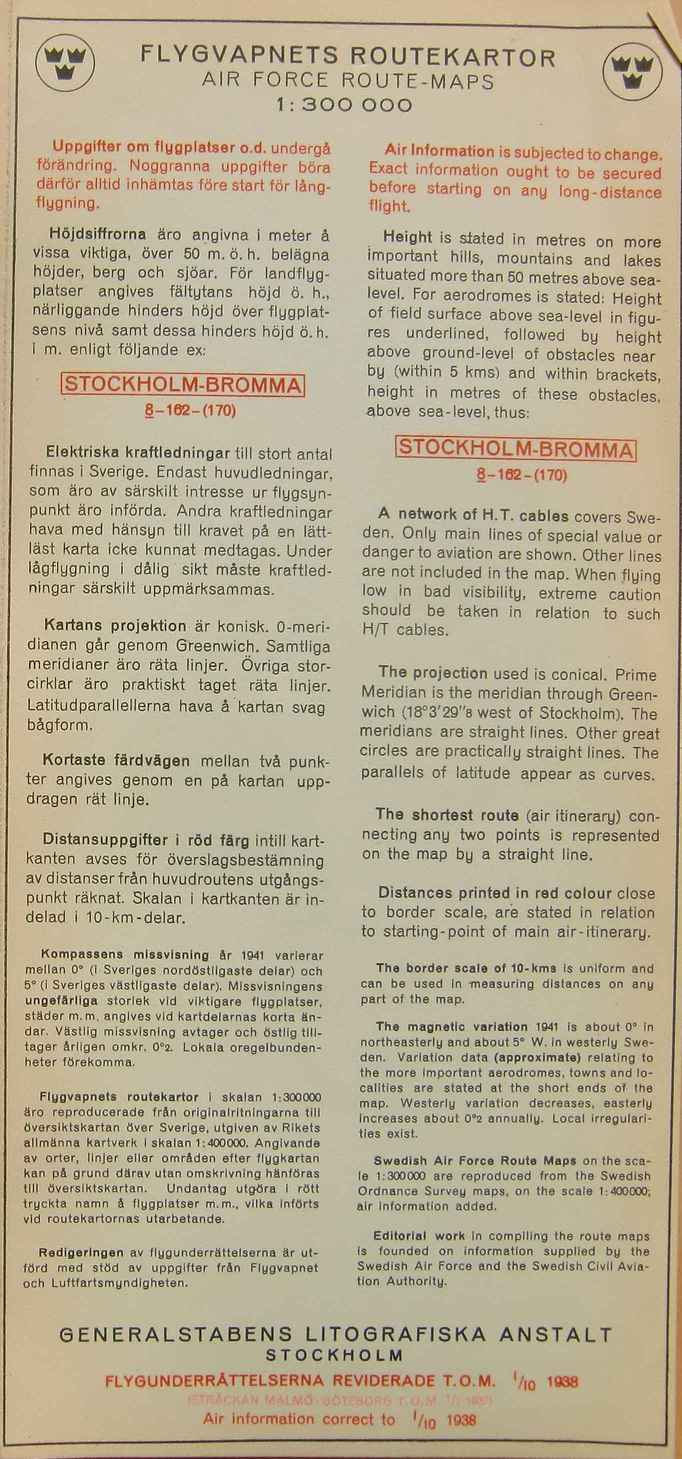 FLYGVAPNETS ROUTEKARTOR
AIR FORCE ROUTE-MAPS
1:300 000
Uppgifter om flygplatser o.d. undergå
förändring. Noggranna uppgifter böra
därför alltid inhämtas före start för lång-
flygning.
Höjdsiffrorna äro angivna i meter å
vissa viktiga, över 50 m. ö. h. belägna
höjder, berg och sjöar. För landflyg-
platser angives fältytans höjd ö. h.,
närliggande hinders höjd över flygplat-
sens nivå samt dessa hinders höjd ö. h.
i m. enligt följande ex:
STOCKHOLM-BROMMA
8-162-(170)
Elektriska kraftledningar till stort antal
finnas i Sverige. Endast huvudledningar,
som äro av särskilt intresse ur flygsyn-
punkt äro införda. Andra kraftledningar
hava med hänsyn till kravet på en lätt-
läst karta icke kunnat medtagas. Under
lågflygning i dålig sikt måste kraftled-
ningar särskilt uppmärksammas.
Kartans projektion är konisk. 0-meri-
dianen går genom Greenwich. Samtliga
meridianer äro räta linjer. Övriga stor-
cirklar äro praktiskt taget räta linjer.
Latitudparallellerna hava å kartan svag
bågform.
Kortaste färdvägen mellan två punk-
ter angives genom en på kartan upp-
dragen rät linje.
Distansuppgifter i röd färg intill kart-
kanten avses för överslagsbestämning
av distanser från huvudroutens utgångs-
punkt räknat. Skalan i kartkanten är in-
delad i 10-km-delar.
Kompassens missvisning år 1941 varierar
mellan 0° (i Sveriges nordöstligaste delar) och
5° (i Sveriges västligaste delar). Missvisningens
ungefärliga storlek vid viktigare flygplatser,
städer m. m. angives vid kartdelarnas korta än-
dar. Västlig missvisning avtager och östlig till-
tager årligen omkr. 0°2. Lokala oregelbunden-
heter förekomma.
Flygvapnets routekartor i skalan 1:300000
äro reproducerade från originalritningarna till
översiktskartan över Sverige, utgiven av Rikets
allmänna kartverk i skalan 1:400000. Angivande
av orter, linjer eller områden efter flygkartan
kan på grund därav utan omskrivning hänföras
till översiktskartan. Undantag utgöra i rött
tryckta namn å flygplatser m. m., vilka införts
vid routekartornas utarbetande.
Redigeringen av flygunderrättelserna är ut-
förd med stöd av uppgifter från Flygvapnet
och Luftfartsmyndigheten.
Air Information is subjected to change.
Exact information ought to be secured
before starting on any long-distance
flight.
Height is stated in metres on more
important hills, mountains and lakes
situated more than 50 metres above sea-
level. For aerodromes is stated: Height
of field surface above sea-level in figu-
res underlined, followed by height
above ground-level of obstacles near
by (within 5 kms) and within brackets,
height in metres of these obstacles,
above sea-level, thus:
STOCKHOLM-BROMMA
8-162-(170)
A network of H.T. cables covers Swe-
den. Only main lines of special value or
danger to aviation are shown. Other lines
are not included in the map. When flying
low in bad visibility, extreme caution
should be taken in relation to such
H/T cables.
The projection used is conical. Prime
Meridian is the meridian through Green-
wich (18°3'29"8 west of Stockholm). The
meridians are straight lines. Other great
circles are practically straight lines. The
parallels of latitude appear as curves.
The shortest route (air itinerary) con-
necting any two points is represented
on the map by a straight line.
Distances printed in red colour close
to border scale, are stated in relation
to starting-point of main air-itinerary.
The border scale of 10-kms is uniform and
can be used in measuring distances on any
part of the map.
The magnetic variation 1941 is about 0° in
northeasterly and about 5° W. in westerly Swe-
den. Variation data (approximate) relating to
the more important aerodromes, towns and lo-
calities are stated at the short ends of the
map. Westerly variation decreases, easterly
increases about 0°2 annually. Local irregulari-
ties exist.
Swedish Air Force Route Maps on the sca-
le 1:300000 are reproduced from the Swedish
Ordnance Survey maps, on the scale 1:400000;
air information added.
Editorial work in compiling the route maps
is founded on information supplied by the
Swedish Air Force and the Swedish Civil Avia-
tion Authority.
GENERALSTABENS LITOGRAFISKA ANSTALT
STOCKHOLM
FLYGUNDERRÄTTELSERNA REVIDERADE T. O. M. 1/10 1938
(STRÄCKAN MALMÖ-GÖTEBORG T. O. M.
Air information correct to 1/10 1938